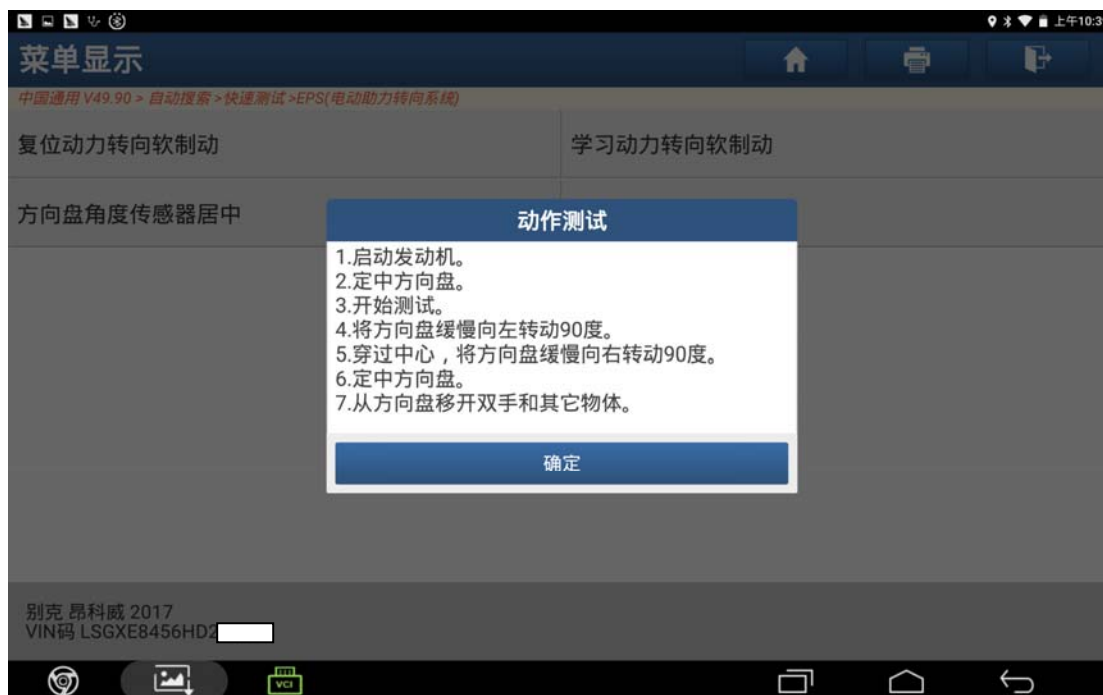 上午10:3
菜单显示
中国通用 V49.90 > 自动搜索 > 快速测试 >EPS(电动助力转向系统)
复位动力转向软制动
学习动力转向软制动
方向盘角度传感器居中
动作测试
1.启动发动机。
2.定中方向盘。
3.开始测试。
4.将方向盘缓慢向左转动90度。
5.穿过中心，将方向盘缓慢向右转动90度。
6.定中方向盘。
7.从方向盘移开双手和其它物体。
确定
别克 昂科威 2017
VIN码 LSGXE8456HD2
VCI